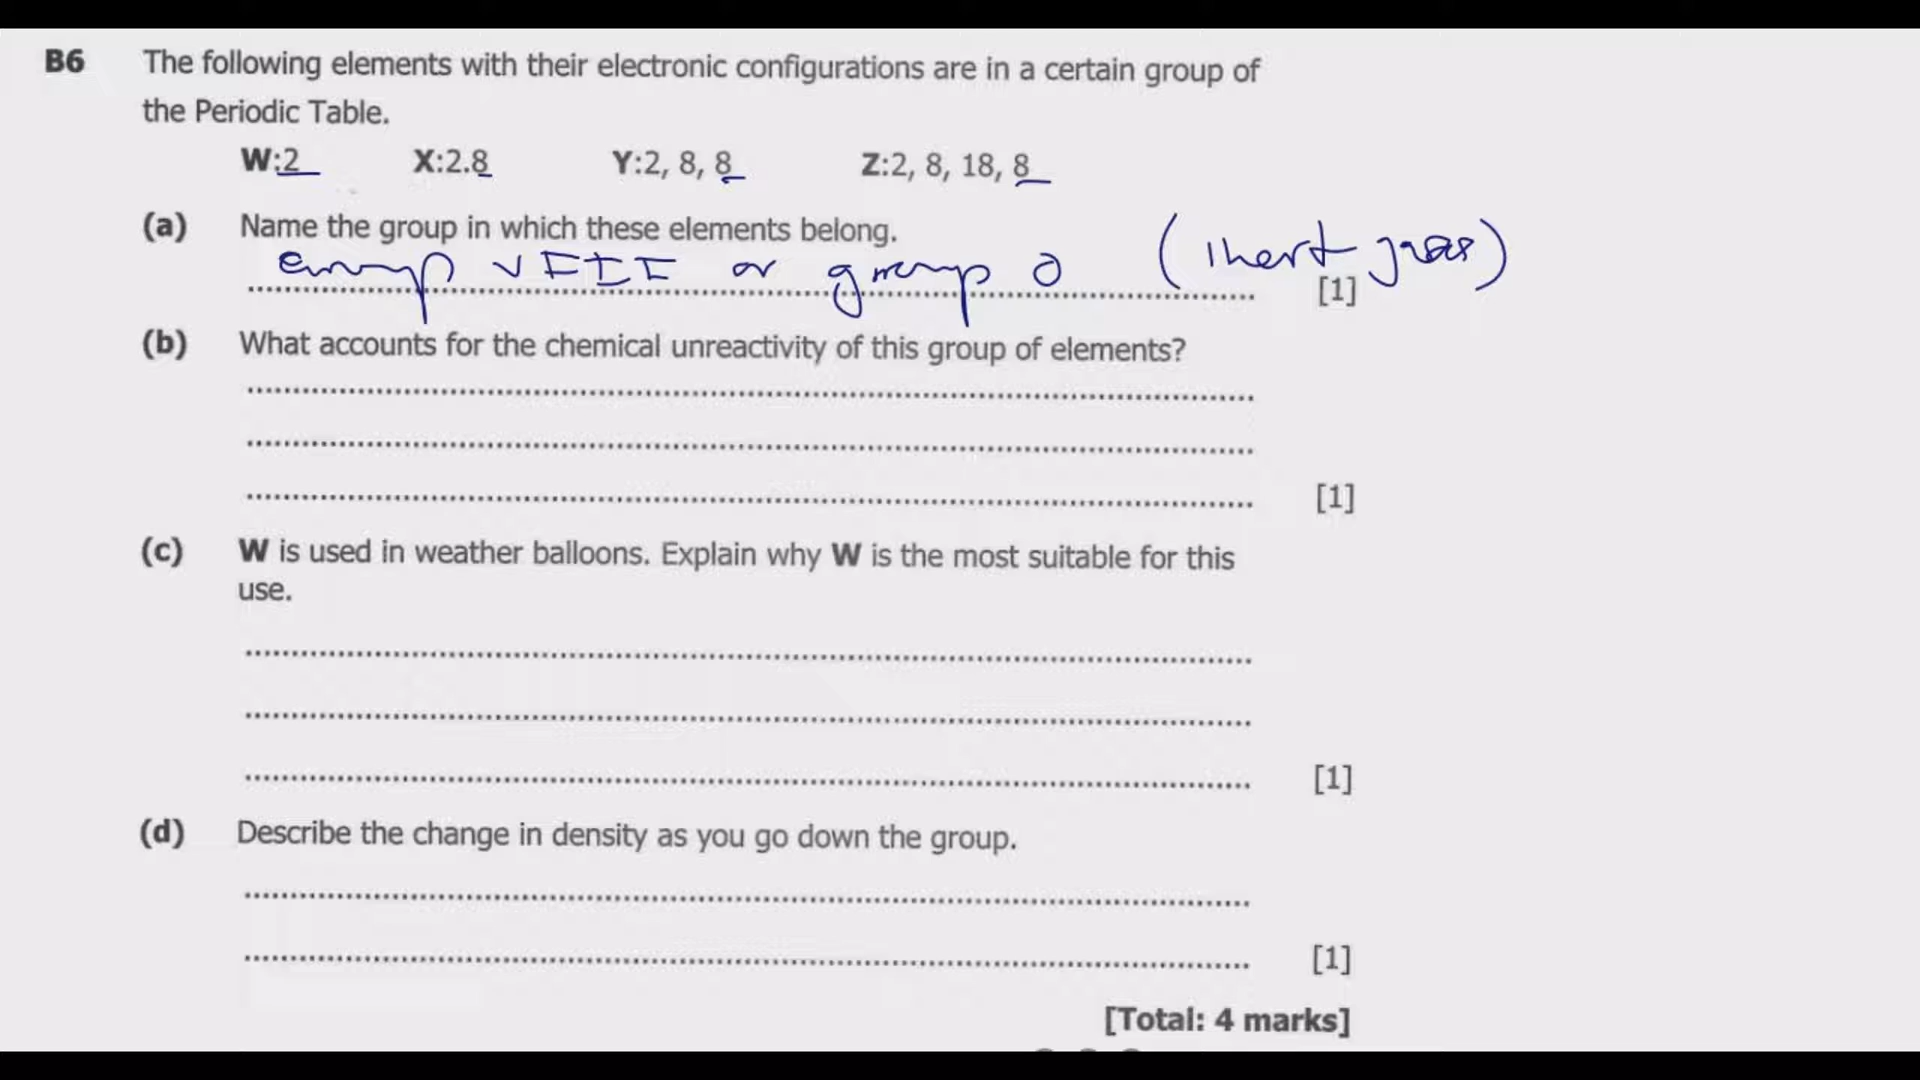 B6 The following elements with their electronic configurations are in a certain group of
the Periodic Table.
W:2 X:2.8 Y:2, 8, 8 Z:2, 8, 18, 8
(a) Name the group in which these elements belong.
Group VIII or group 0 (inert gases)
[1]
(b) What accounts for the chemical unreactivity of this group of elements?
[1]
(c) W is used in weather balloons. Explain why W is the most suitable for this
use.
[1]
(d) Describe the change in density as you go down the group.
[1]
[Total: 4 marks]